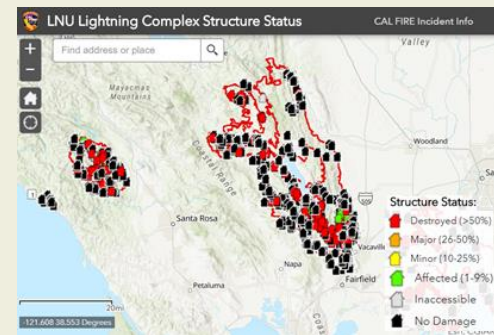 LNU Lightning Complex Structure Status
CAL FIRE Incident Info
+
Find address or place
−
Valley
Mayacmas
Mountains
Woodland
Coastal Range
505
1
Santa Rosa
Structure Status:
Destroyed (>50%)
Major (26-50%)
Minor (10-25%)
Affected (1-9%)
Inaccessible
No Damage
Vacaville
Napa
Fairfield
Petaluma
20mi
-121.608 38.553 Degrees